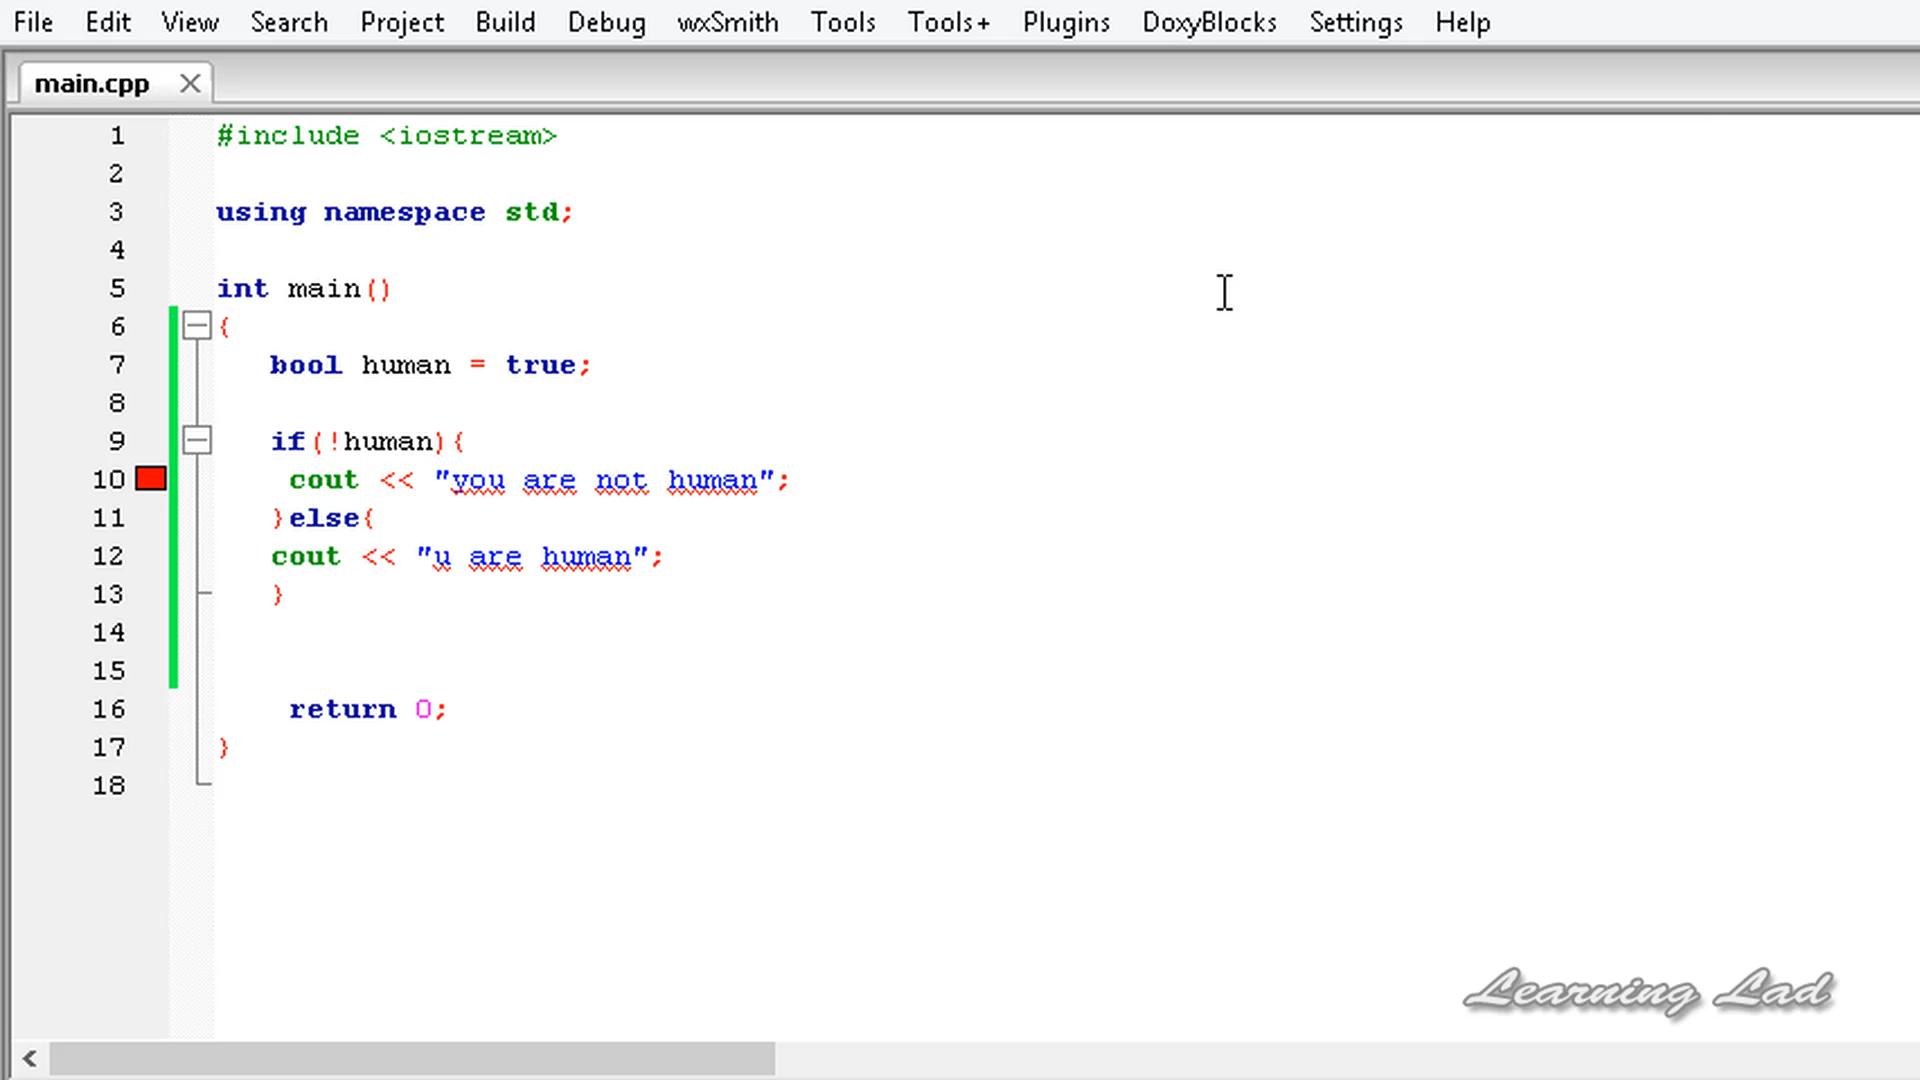 File Edit View Search Project Build Debug wxSmith Tools Tools+ Plugins DoxyBlocks Settings Help
main.cpp
1 #include <iostream>
2
3 using namespace std;
4
5 int main()
6 {
7 bool human = true;
8
9 if(!human){
10 cout << "you are not human";
11 }else{
12 cout << "u are human";
13 }
14
15
16 return 0;
17 }
18
Learning Lad